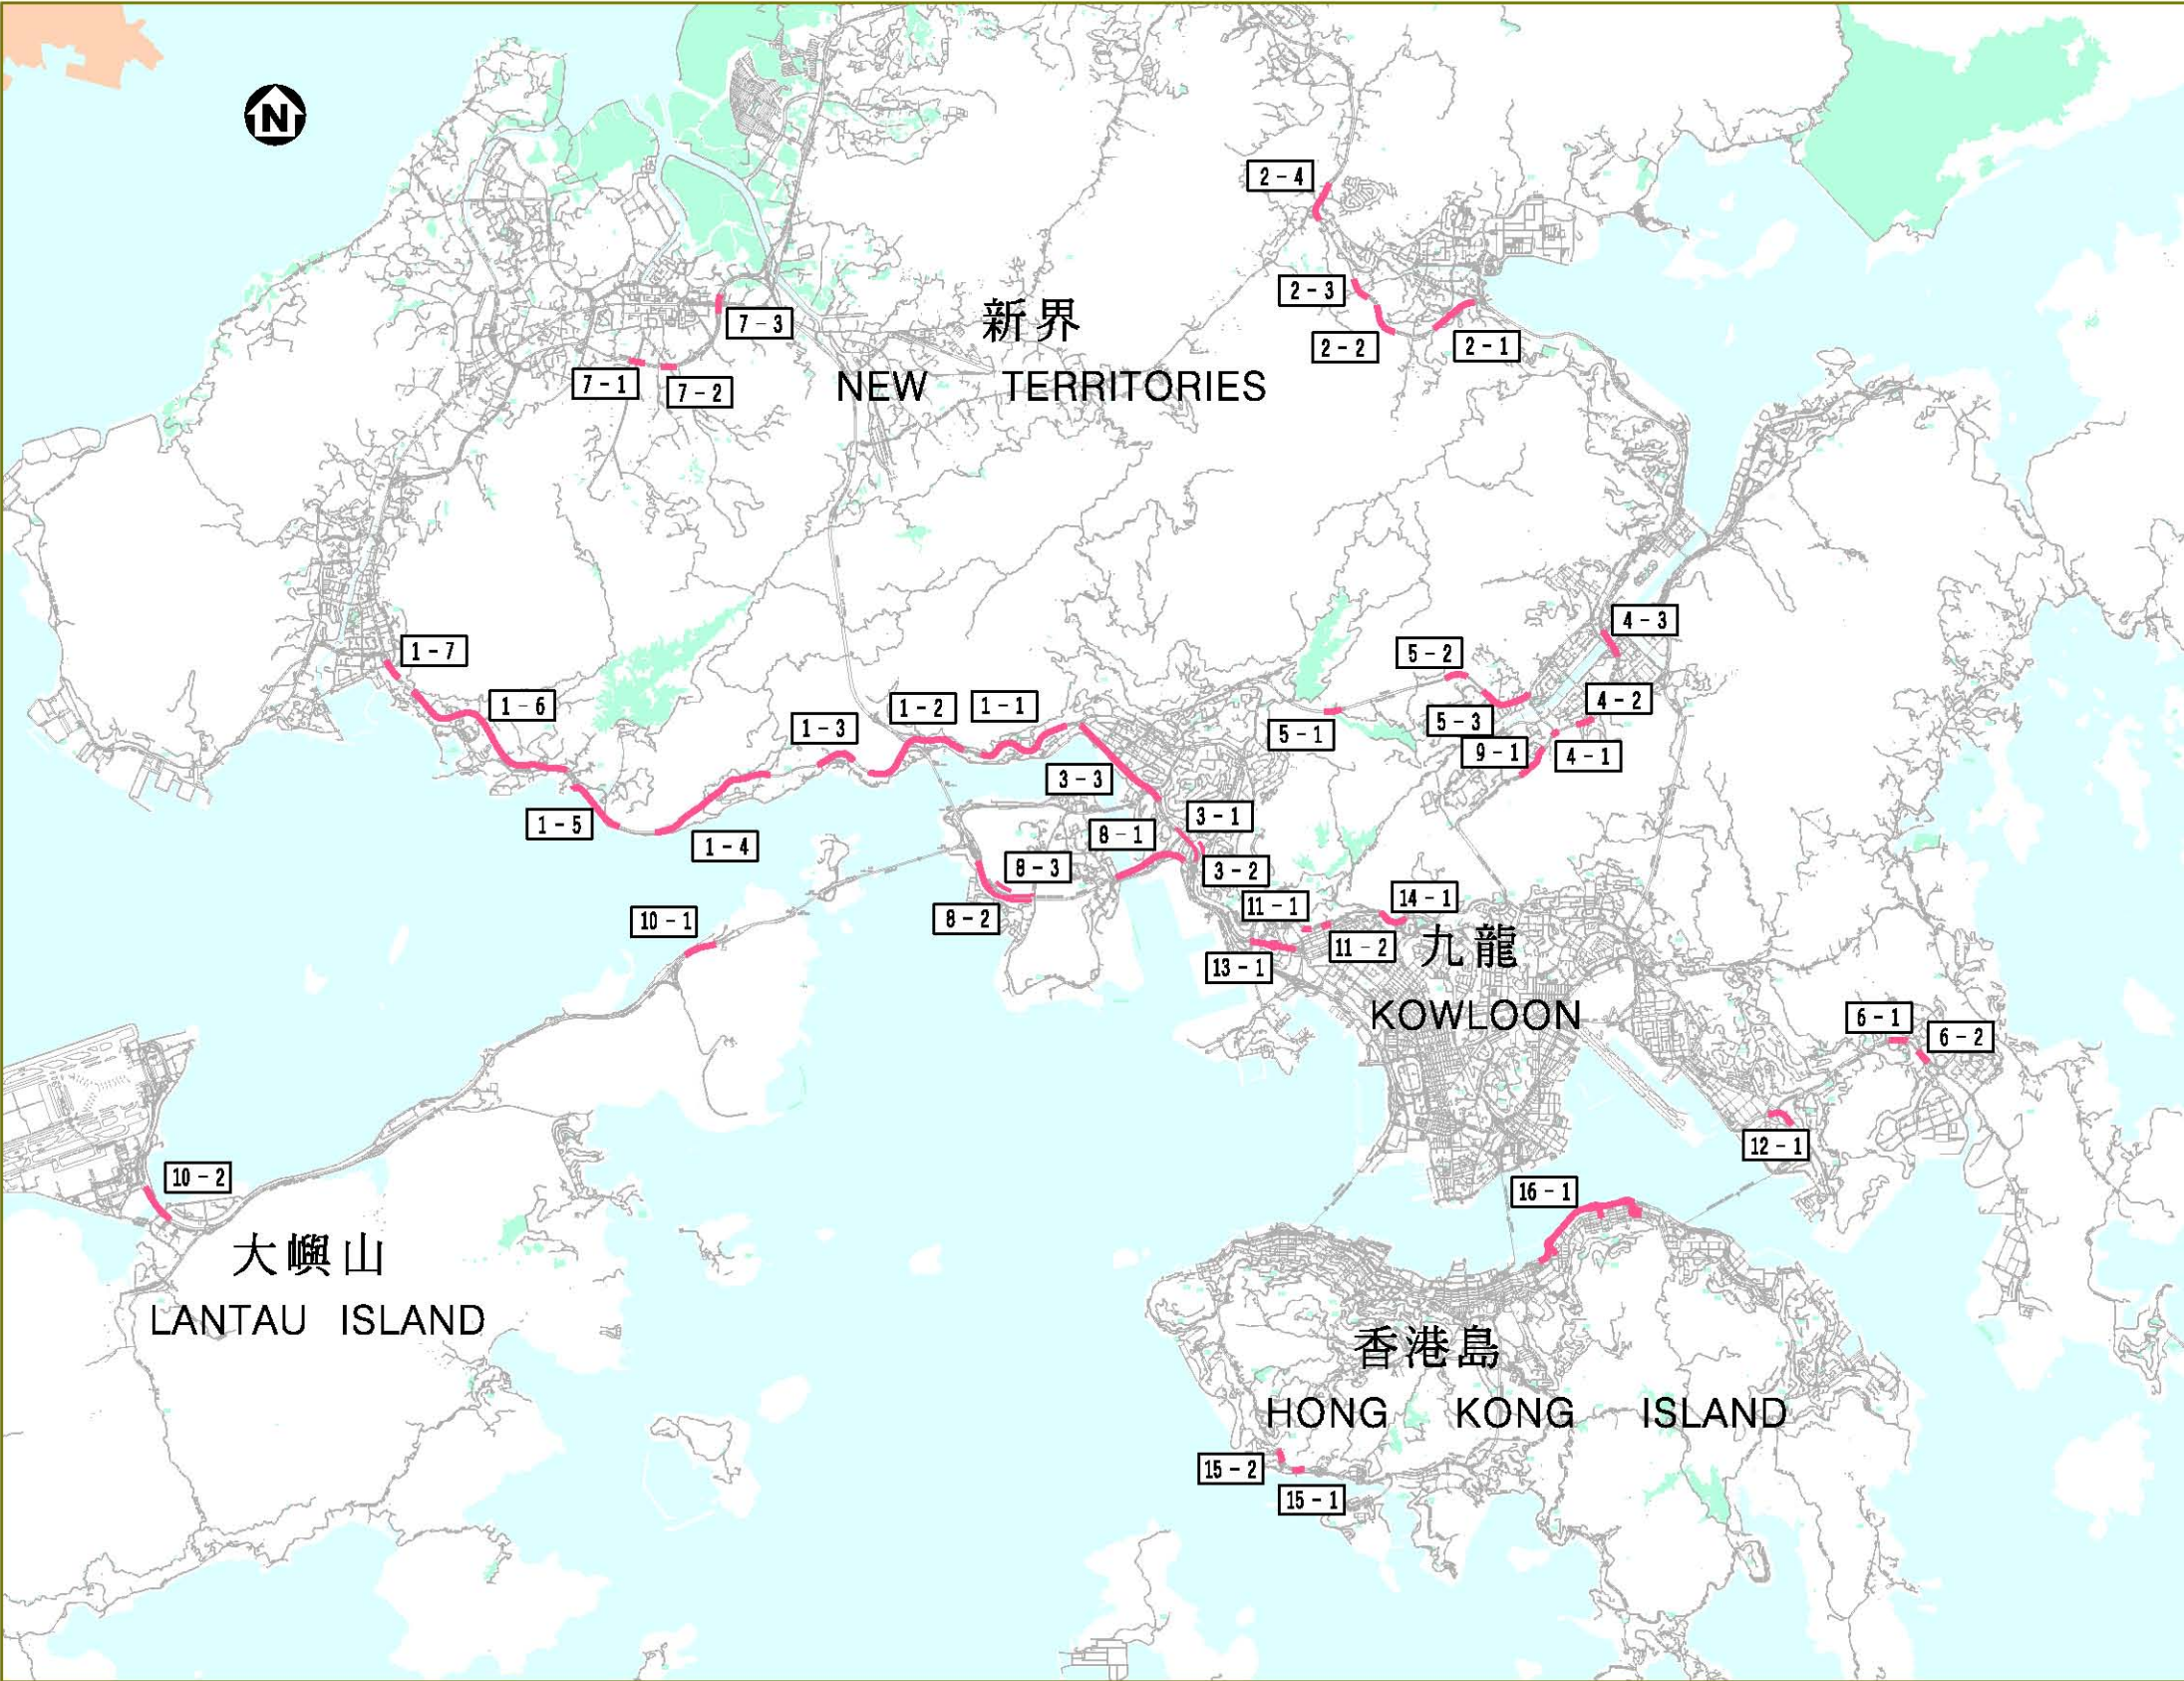 N
2 - 4
2 - 3
2 - 2
2 - 1
7 - 3
7 - 1
7 - 2
新界
NEW TERRITORIES
1 - 7
1 - 6
1 - 5
1 - 4
1 - 3
1 - 2
1 - 1
3 - 3
8 - 1
3 - 1
3 - 2
8 - 3
8 - 2
5 - 2
5 - 1
5 - 3
9 - 1
4 - 3
4 - 2
4 - 1
10 - 1
11 - 1
14 - 1
11 - 2
13 - 1
九龍
KOWLOON
6 - 1
6 - 2
12 - 1
10 - 2
16 - 1
大嶼山
LANTAU ISLAND
香港島
HONG KONG ISLAND
15 - 2
15 - 1